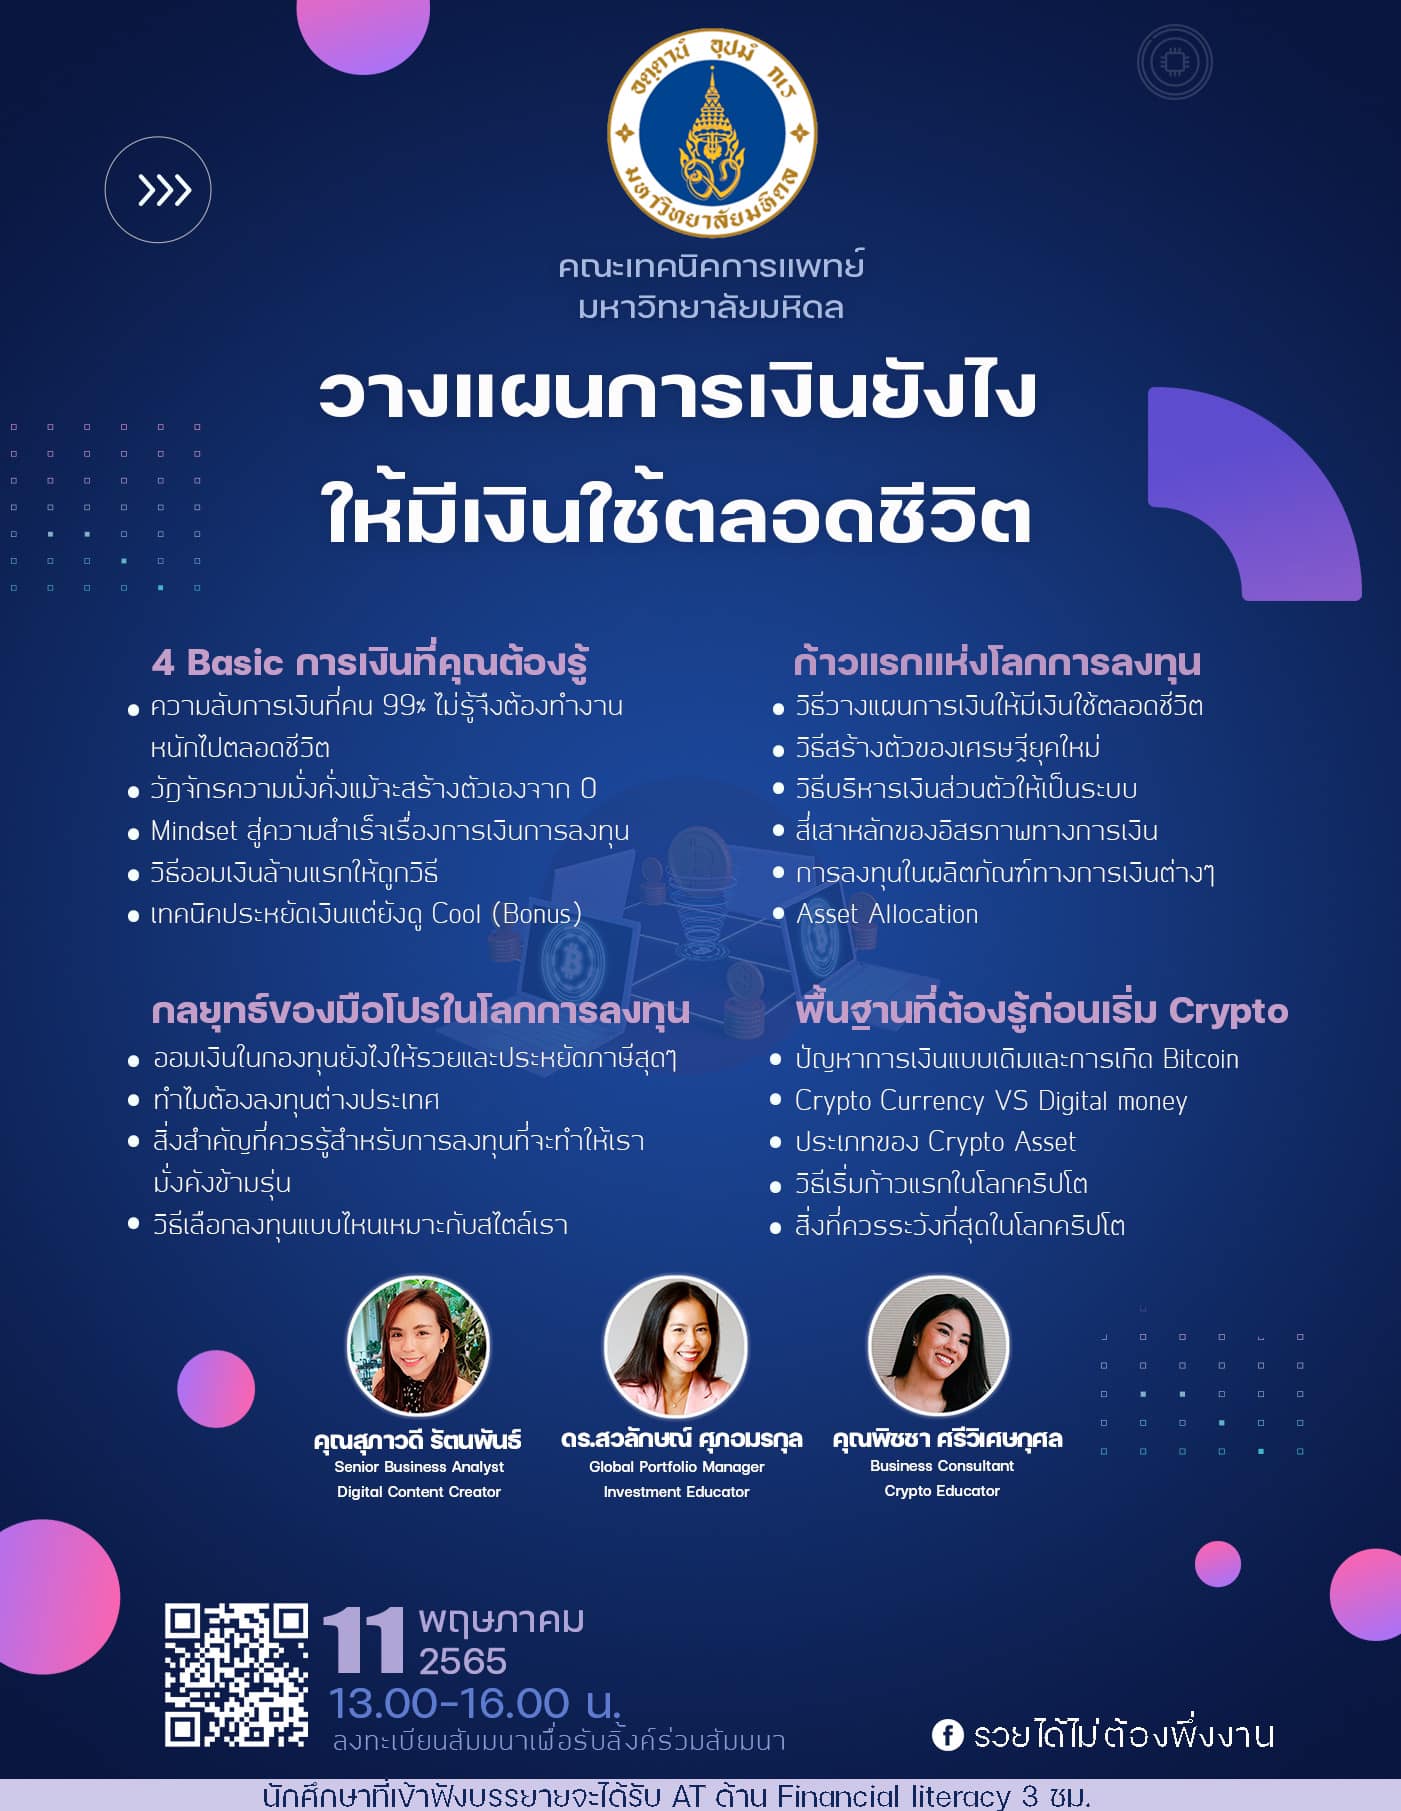 อตฺตานํ อุปมํ กเร
มหาวิทยาลัยมหิดล
คณะเทคนิคการแพทย์
มหาวิทยาลัยมหิดล
วางแผนการเงินยังไง
ให้มีเงินใช้ตลอดชีวิต
4 Basic การเงินที่คุณต้องรู้
ความลับการเงินที่คน 99% ไม่รู้จึงต้องทำงาน
หนักไปตลอดชีวิต
วัฏจักรความมั่งคั่งแม้จะสร้างตัวเองจาก 0
Mindset สู่ความสำเร็จเรื่องการเงินการลงทุน
วิธีออมเงินล้านแรกให้ถูกวิธี
เทคนิคประหยัดเงินแต่ยังดู Cool (Bonus)
ก้าวแรกแห่งโลกการลงทุน
วิธีวางแผนการเงินให้มีเงินใช้ตลอดชีวิต
วิธีสร้างตัวของเศรษฐียุคใหม่
วิธีบริหารเงินส่วนตัวให้เป็นระบบ
สี่เสาหลักของอิสรภาพทางการเงิน
การลงทุนในผลิตภัณฑ์ทางการเงินต่างๆ
Asset Allocation
กลยุทธ์ของมือโปรในโลกการลงทุน
ออมเงินในกองทุนยังไงให้รวยและประหยัดภาษีสุดๆ
ทำไมต้องลงทุนต่างประเทศ
สิ่งสำคัญที่ควรรู้สำหรับการลงทุนที่จะทำให้เรา
มั่งคังข้ามรุ่น
วิธีเลือกลงทุนแบบไหนเหมาะกับสไตล์เรา
พื้นฐานที่ต้องรู้ก่อนเริ่ม Crypto
ปัญหาการเงินแบบเดิมและการเกิด Bitcoin
Crypto Currency VS Digital money
ประเภทของ Crypto Asset
วิธีเริ่มก้าวแรกในโลกคริปโต
สิ่งที่ควรระวังที่สุดในโลกคริปโต
คุณสุภาวดี รัตนพันธ์
Senior Business Analyst
Digital Content Creator
ดร.สวลักษณ์ ศุภอมรกุล
Global Portfolio Manager
Investment Educator
คุณพิชชา ศรีวิเศษกุศล
Business Consultant
Crypto Educator
11 พฤษภาคม
2565
13.00-16.00 น.
ลงทะเบียนสัมมนาเพื่อรับลิ้งค์ร่วมสัมมนา
รวยได้ไม่ต้องพึ่งงาน
นักศึกษาที่เข้าฟังบรรยายจะได้รับ AT ด้าน Financial literacy 3 ชม.